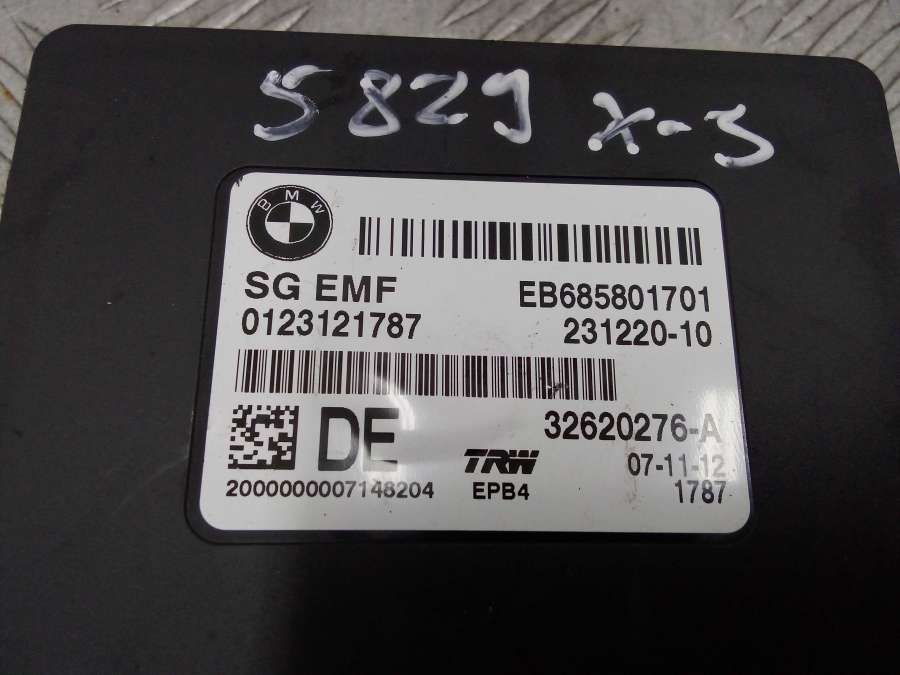 5829 X-3
BMW
SG EMF EB685801701
0123121787 231220-10
DE 32620276-A
TRW 07-11-12
2000000007148204 EPB4 1787